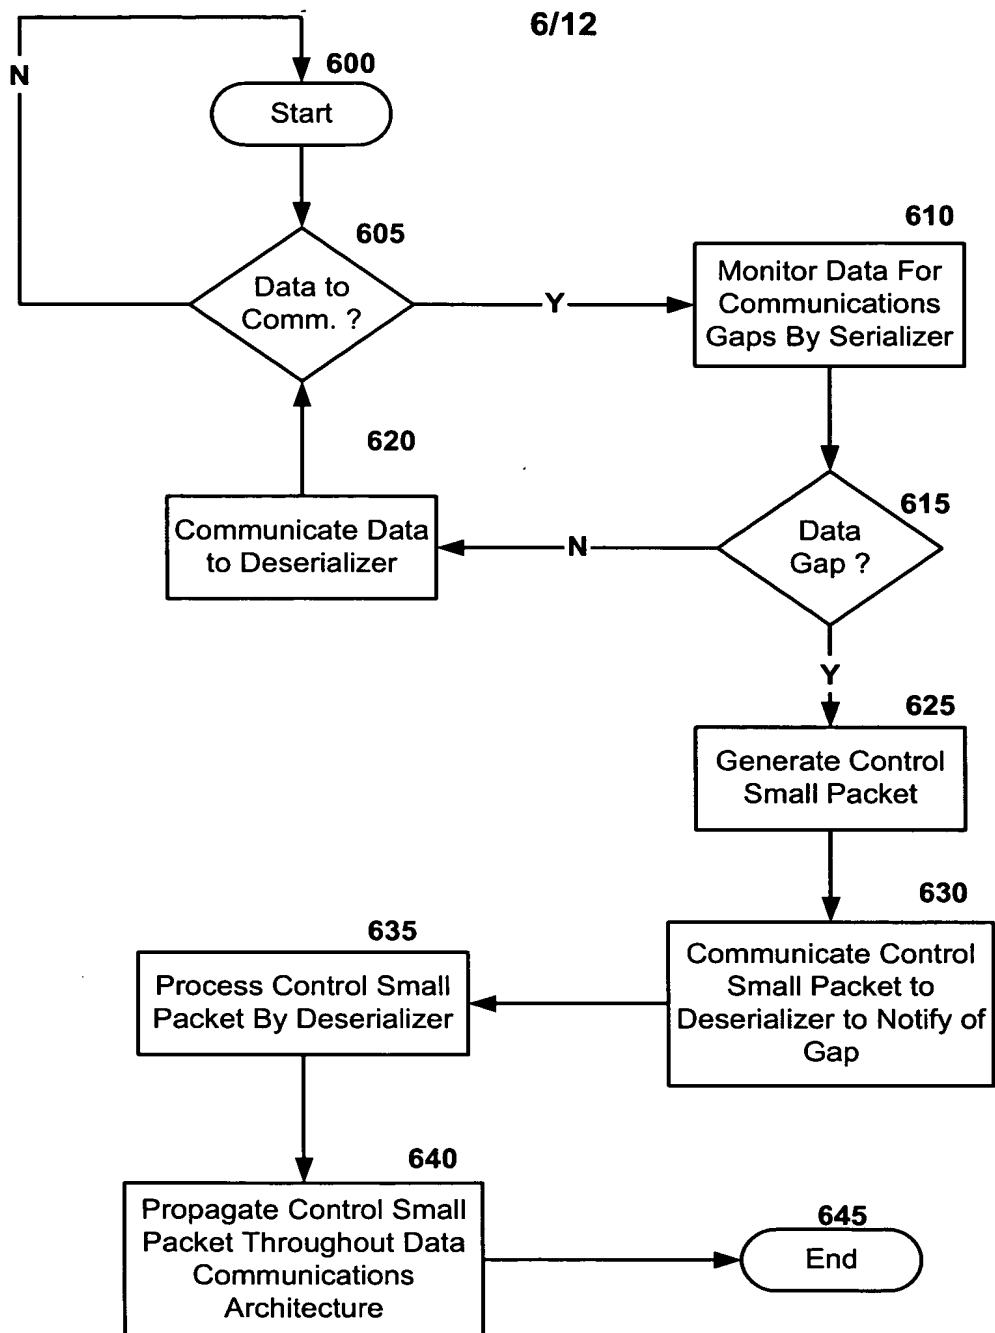 6/12
N
600
Start
605
Data to
Comm. ?
Y
610
Monitor Data For
Communications
Gaps By Serializer
615
Data
Gap ?
N
620
Communicate Data
to Deserializer
Y
625
Generate Control
Small Packet
630
Communicate Control
Small Packet to
Deserializer to Notify of
Gap
635
Process Control Small
Packet By Deserializer
640
Propagate Control Small
Packet Throughout Data
Communications
Architecture
645
End